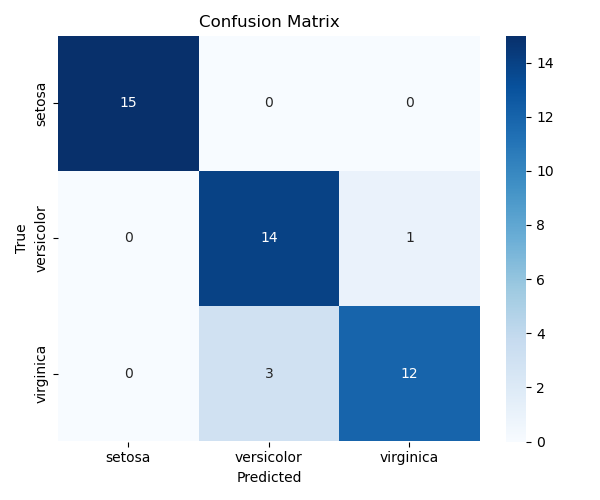 Confusion Matrix
True
setosa
15 0 0
versicolor
0 14 1
virginica
0 3 12
setosa versicolor virginica
Predicted
14
12
10
8
6
4
2
0